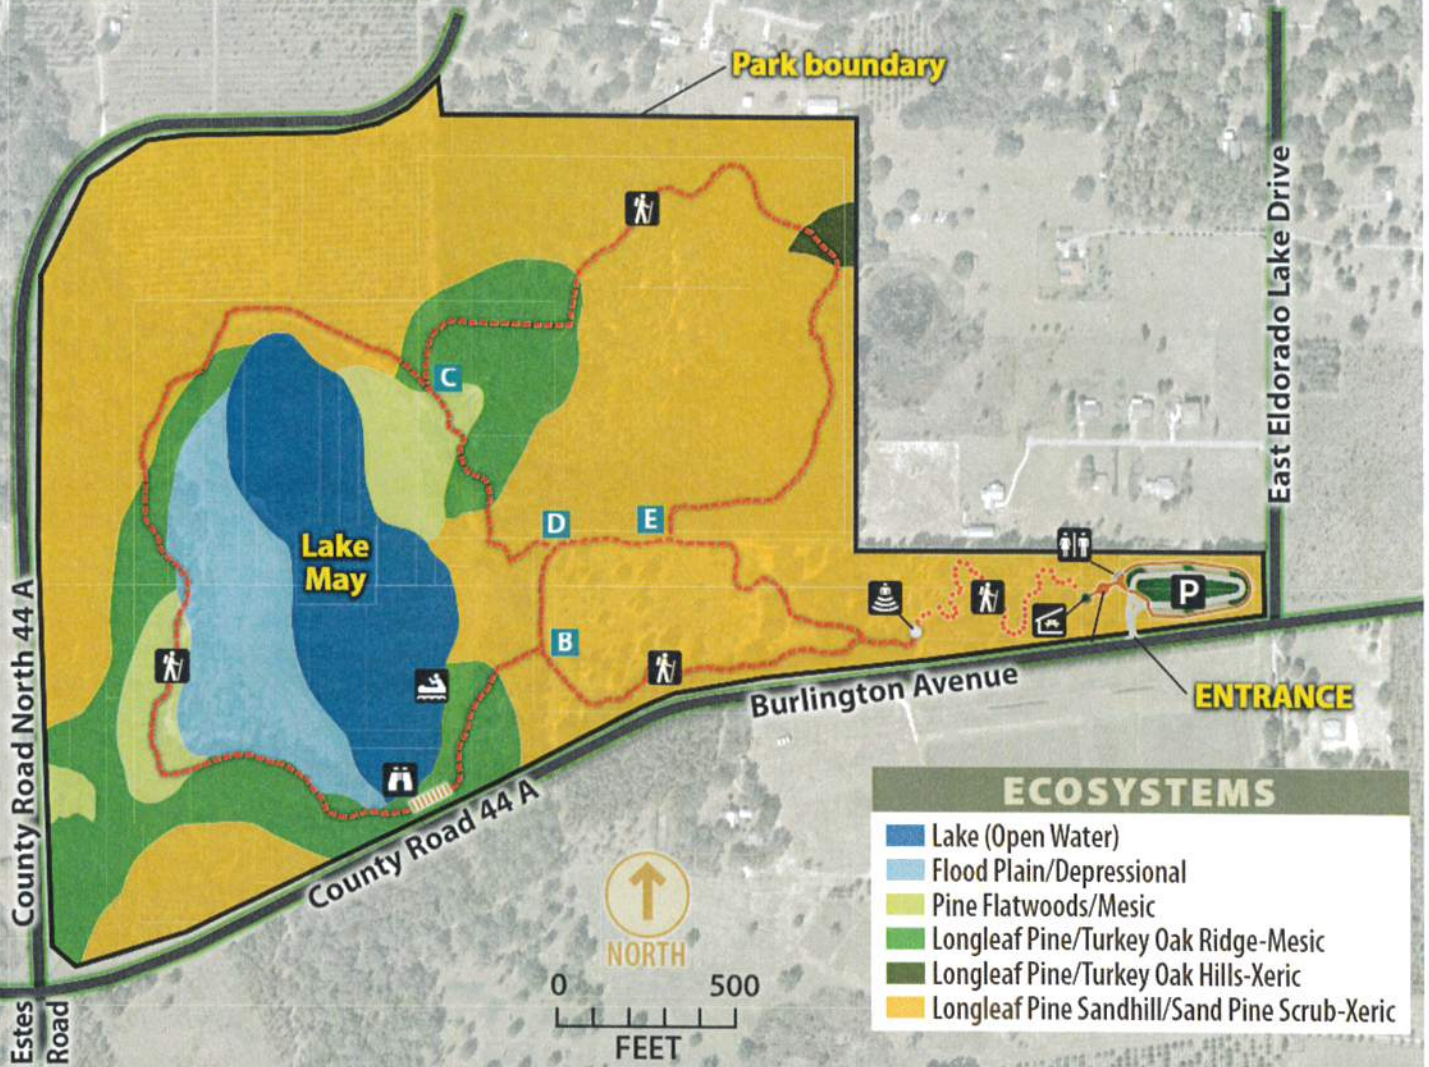 Park boundary
East Eldorado Lake Drive
C
D
E
Lake
May
P
B
County Road North 44 A
Burlington Avenue
ENTRANCE
County Road 44 A
ECOSYSTEMS
Lake (Open Water)
Flood Plain/Depressional
Pine Flatwoods/Mesic
Longleaf Pine/Turkey Oak Ridge-Mesic
Longleaf Pine/Turkey Oak Hills-Xeric
Longleaf Pine Sandhill/Sand Pine Scrub-Xeric
NORTH
0 500
FEET
Estes
Road